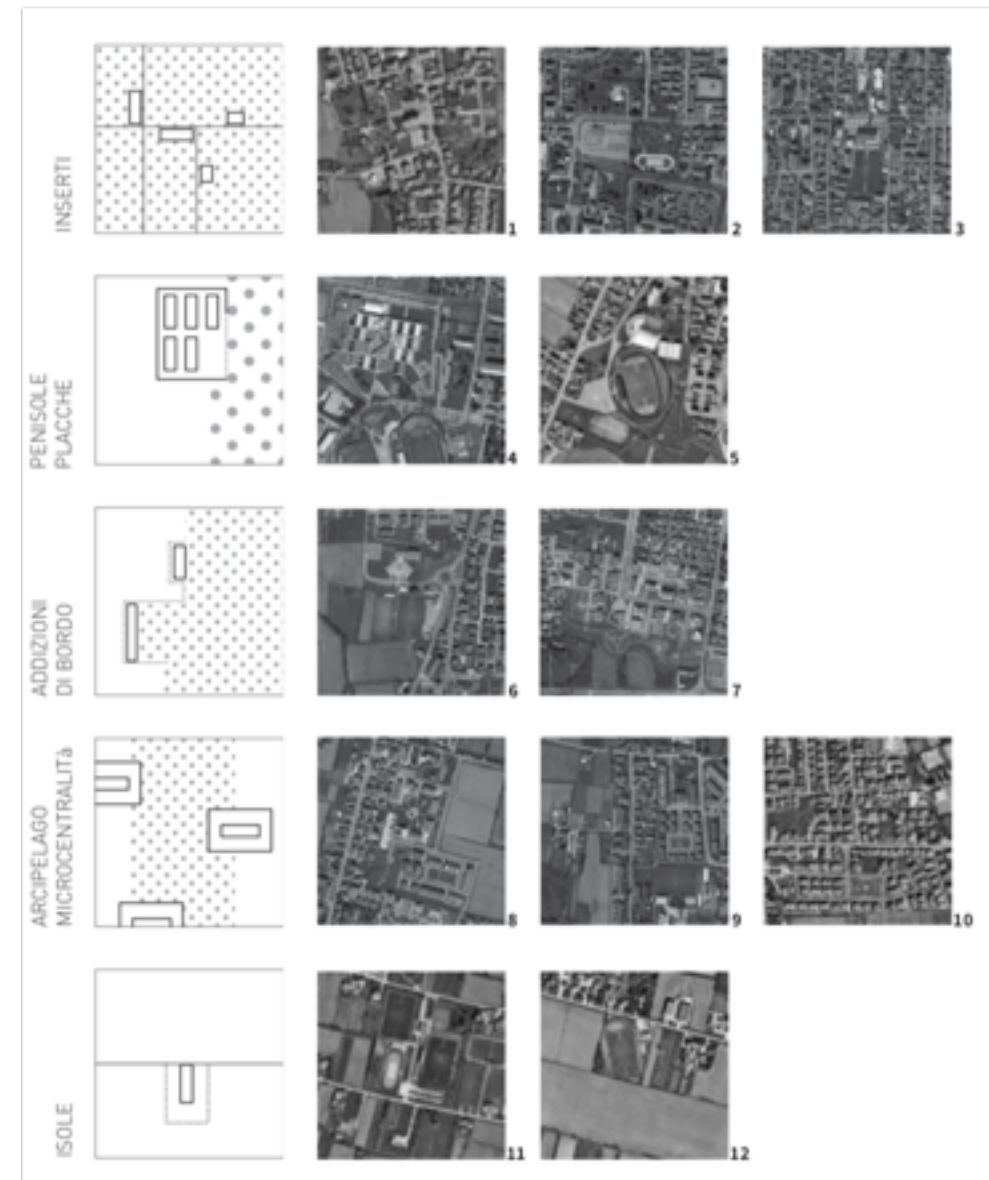 INSERTI
1
2
3
PENISOLE
PLACCHE
4
5
ADDIZIONI
DI BORDO
6
7
ARCIPELAGO
MICROCENTRALITà
8
9
10
ISOLE
11
12